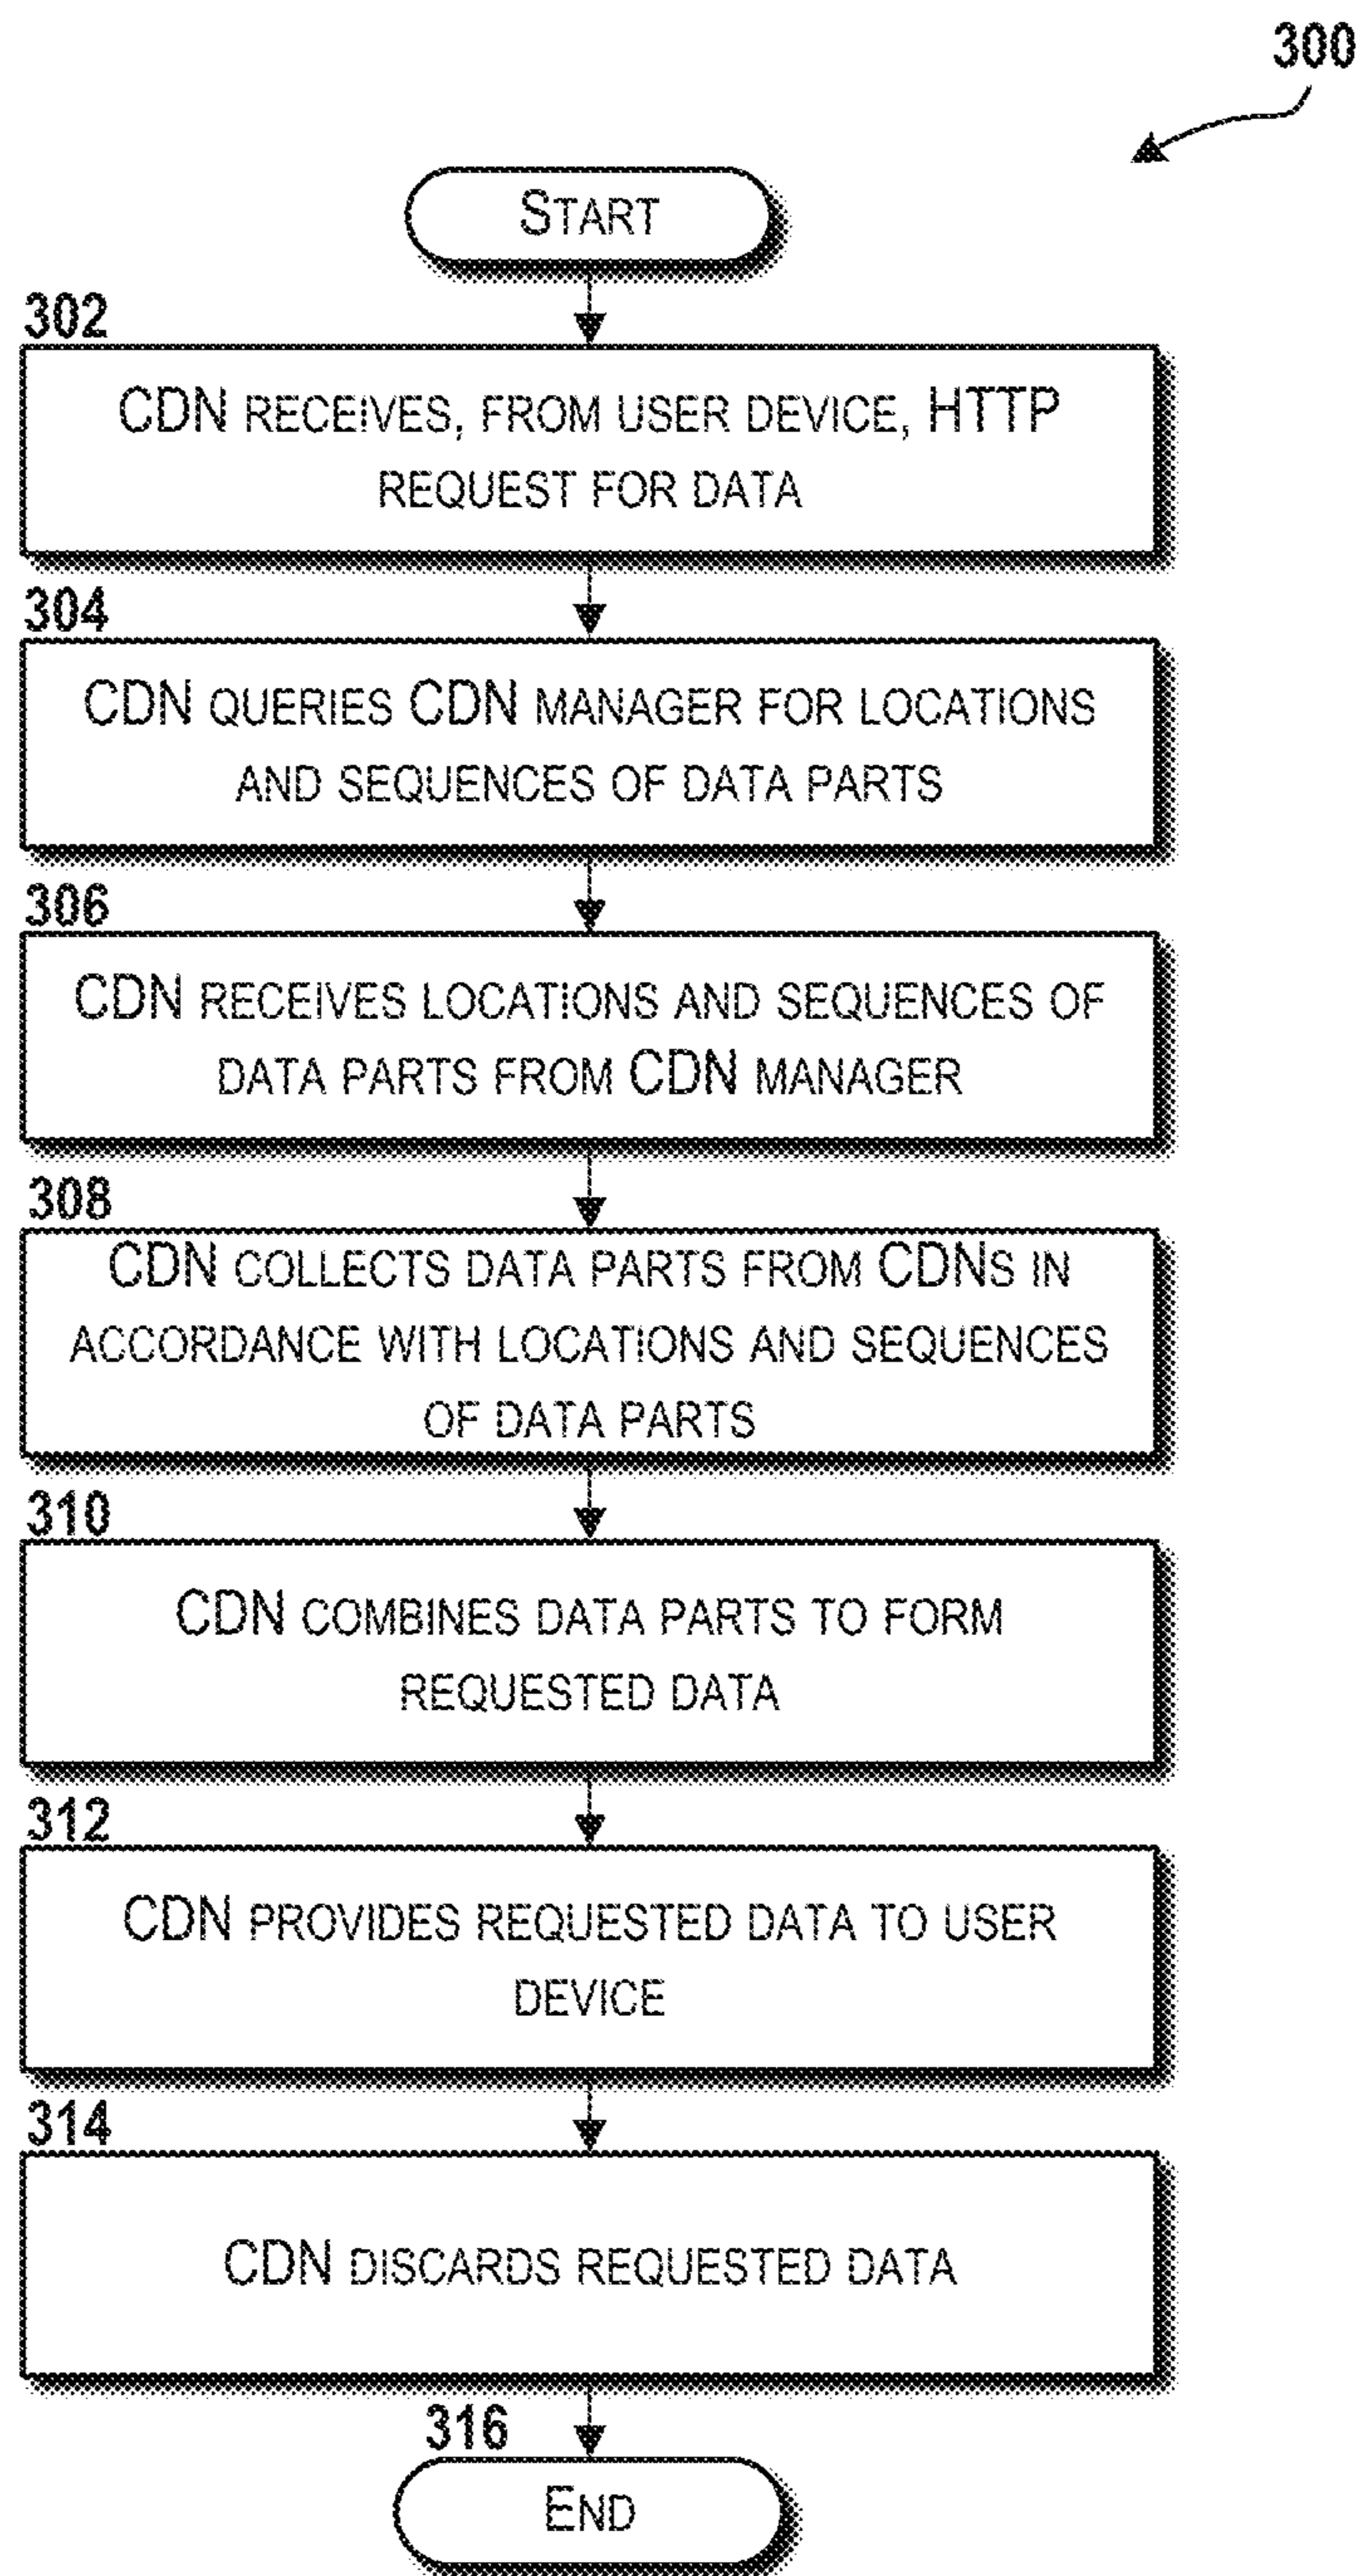 300
START
302
CDN RECEIVES, FROM USER DEVICE, HTTP
REQUEST FOR DATA
304
CDN QUERIES CDN MANAGER FOR LOCATIONS
AND SEQUENCES OF DATA PARTS
306
CDN RECEIVES LOCATIONS AND SEQUENCES OF
DATA PARTS FROM CDN MANAGER
308
CDN COLLECTS DATA PARTS FROM CDNS IN
ACCORDANCE WITH LOCATIONS AND SEQUENCES
OF DATA PARTS
310
CDN COMBINES DATA PARTS TO FORM
REQUESTED DATA
312
CDN PROVIDES REQUESTED DATA TO USER
DEVICE
314
CDN DISCARDS REQUESTED DATA
316
END